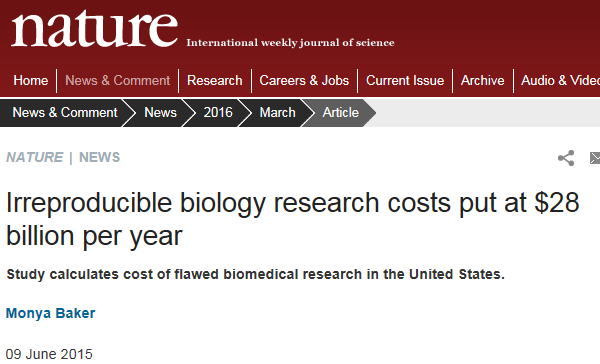 nature International weekly journal of science
Home News & Comment Research Careers & Jobs Current Issue Archive Audio & Video
News & Comment News 2016 March Article
NATURE | NEWS
Irreproducible biology research costs put at $28
billion per year
Study calculates cost of flawed biomedical research in the United States.
Monya Baker
09 June 2015